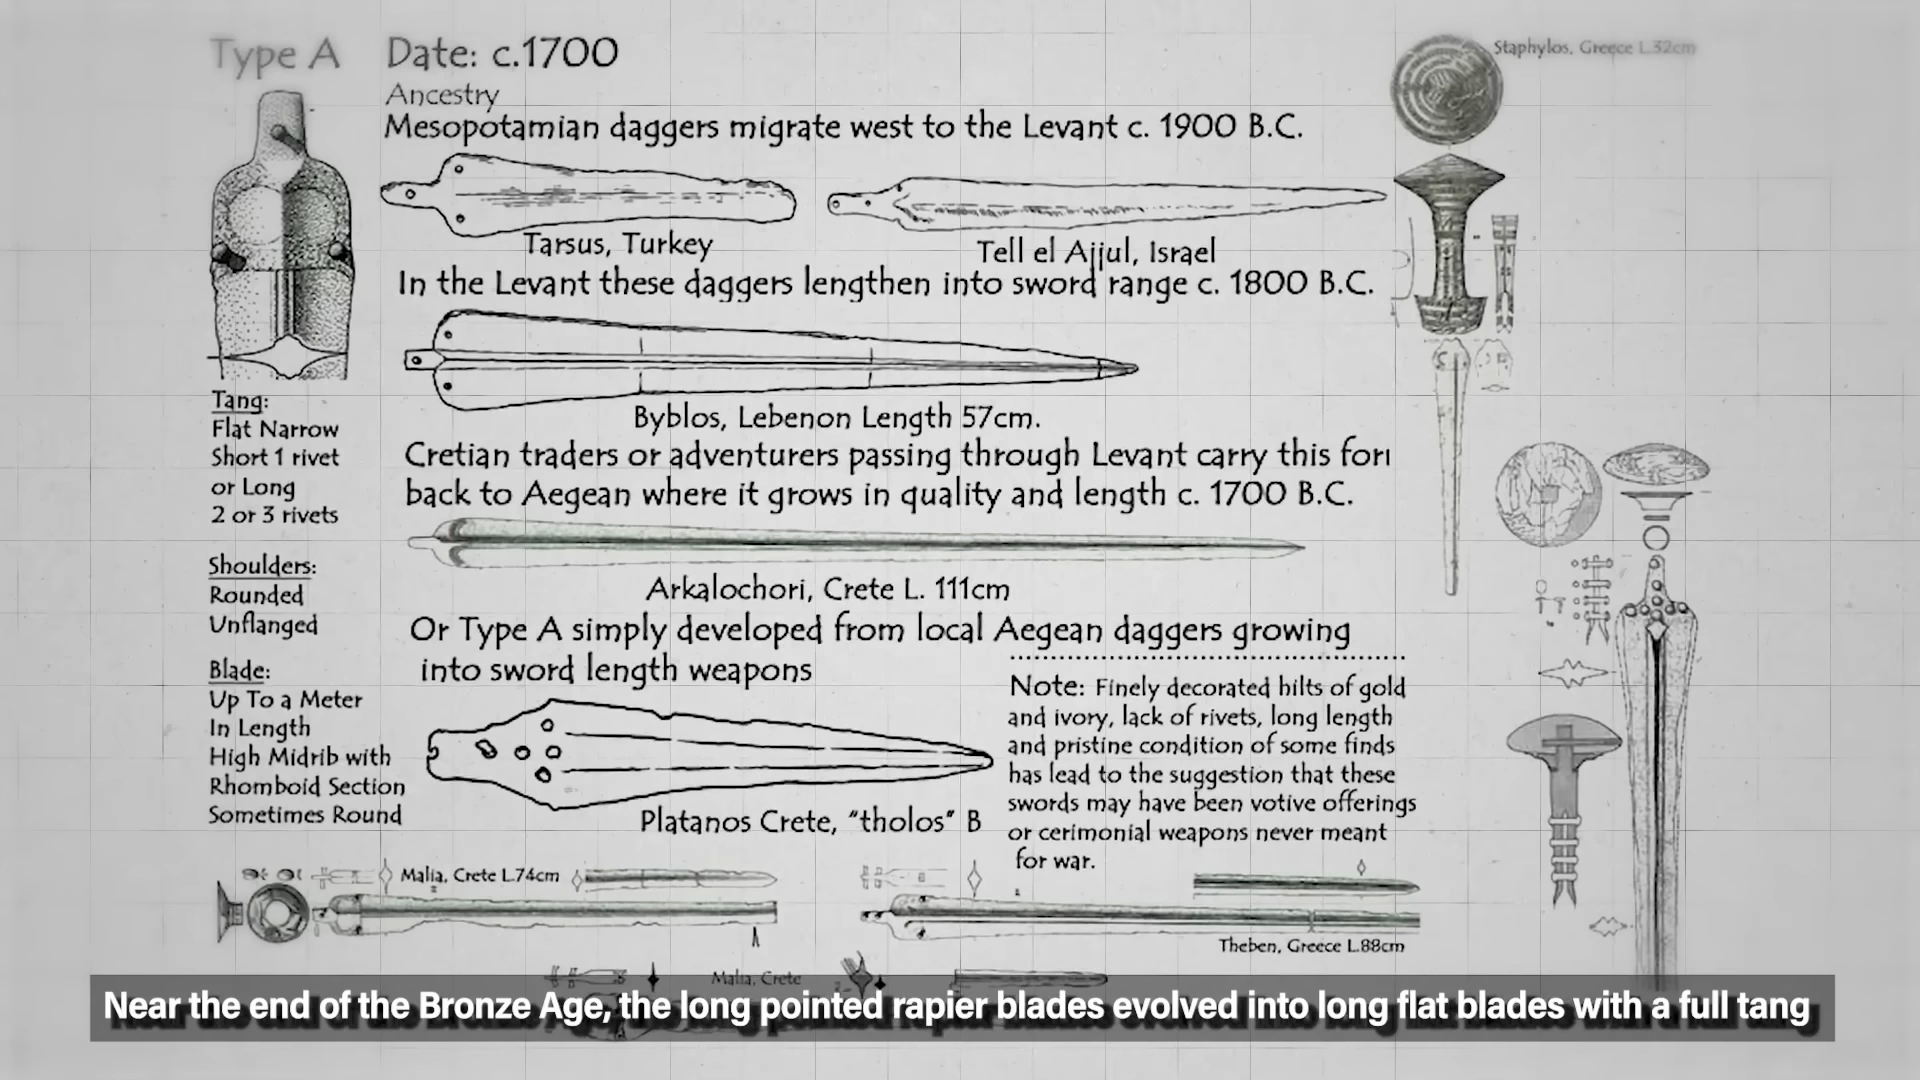 Type A
Date: c.1700
Staphylos, Greece L.32cm
Ancestry
Mesopotamian daggers migrate west to the Levant c. 1900 B.C.
Tarsus, Turkey
Tell el Ajjul, Israel
In the Levant these daggers lengthen into sword range c. 1800 B.C.
Byblos, Lebenon Length 57cm.
Cretian traders or adventurers passing through Levant carry this
back to Aegean where it grows in quality and length c. 1700 B.C.
Arkalochori, Crete L. 111cm
Or Type A simply developed from local Aegean daggers growing
into sword length weapons
Platanos Crete, "tholos" B
Tang:
Flat Narrow
Short 1 rivet
or Long
2 or 3 rivets
Shoulders:
Rounded
Unflanged
Blade:
Up To a Meter
In Length
High Midrib with
Rhomboid Section
Sometimes Round
Note: Finely decorated hilts of gold
and ivory, lack of rivets, long length
and pristine condition of some finds
has lead to the suggestion that these
swords may have been votive offerings
or cerimonial weapons never meant
for war.
Malia, Crete L.74cm
Theben, Greece L.88cm
Malia, Crete
Near the end of the Bronze Age, the long pointed rapier blades evolved into long flat blades with a full tang